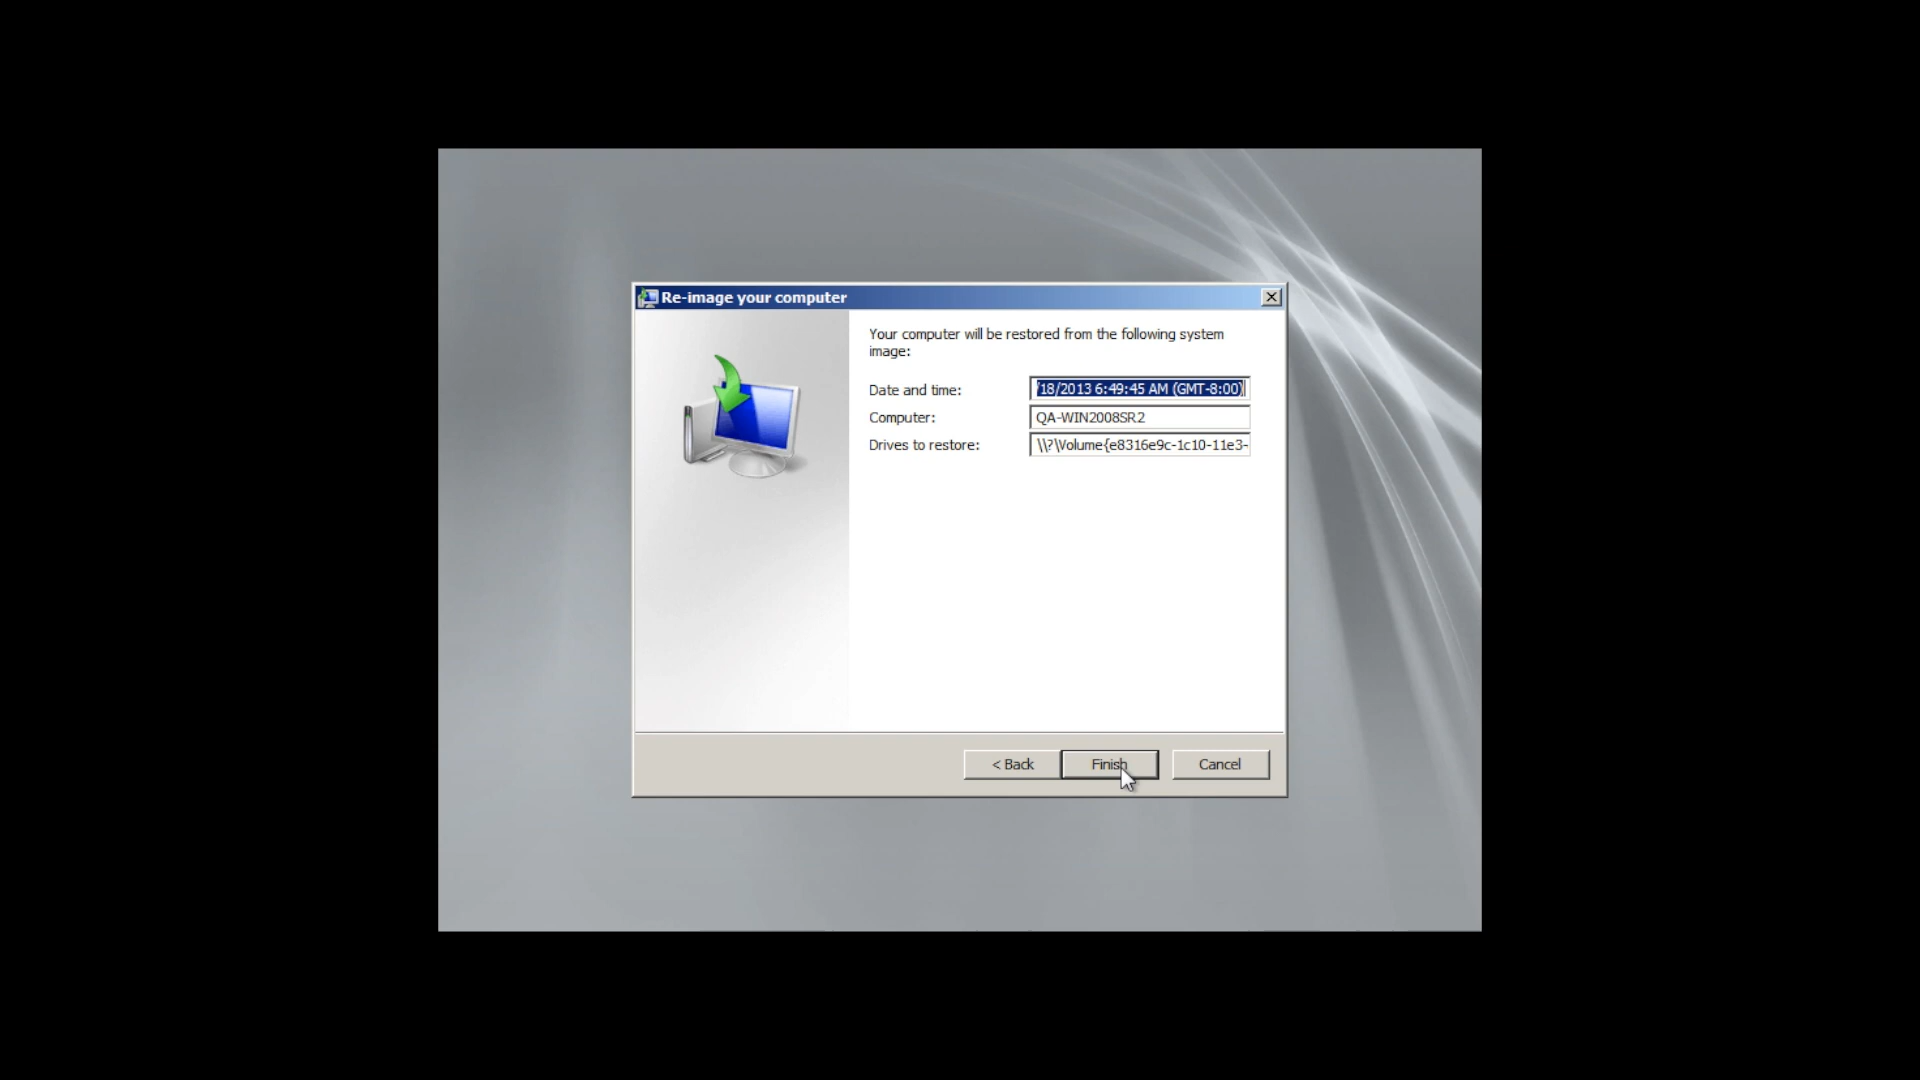 Re-image your computer
Your computer will be restored from the following system
image:
Date and time: /18/2013 6:49:45 AM (GMT-8:00)
Computer: QA-WIN2008SR2
Drives to restore: \\?\Volume{e8316e9c-1c10-11e3-
< Back Finish Cancel